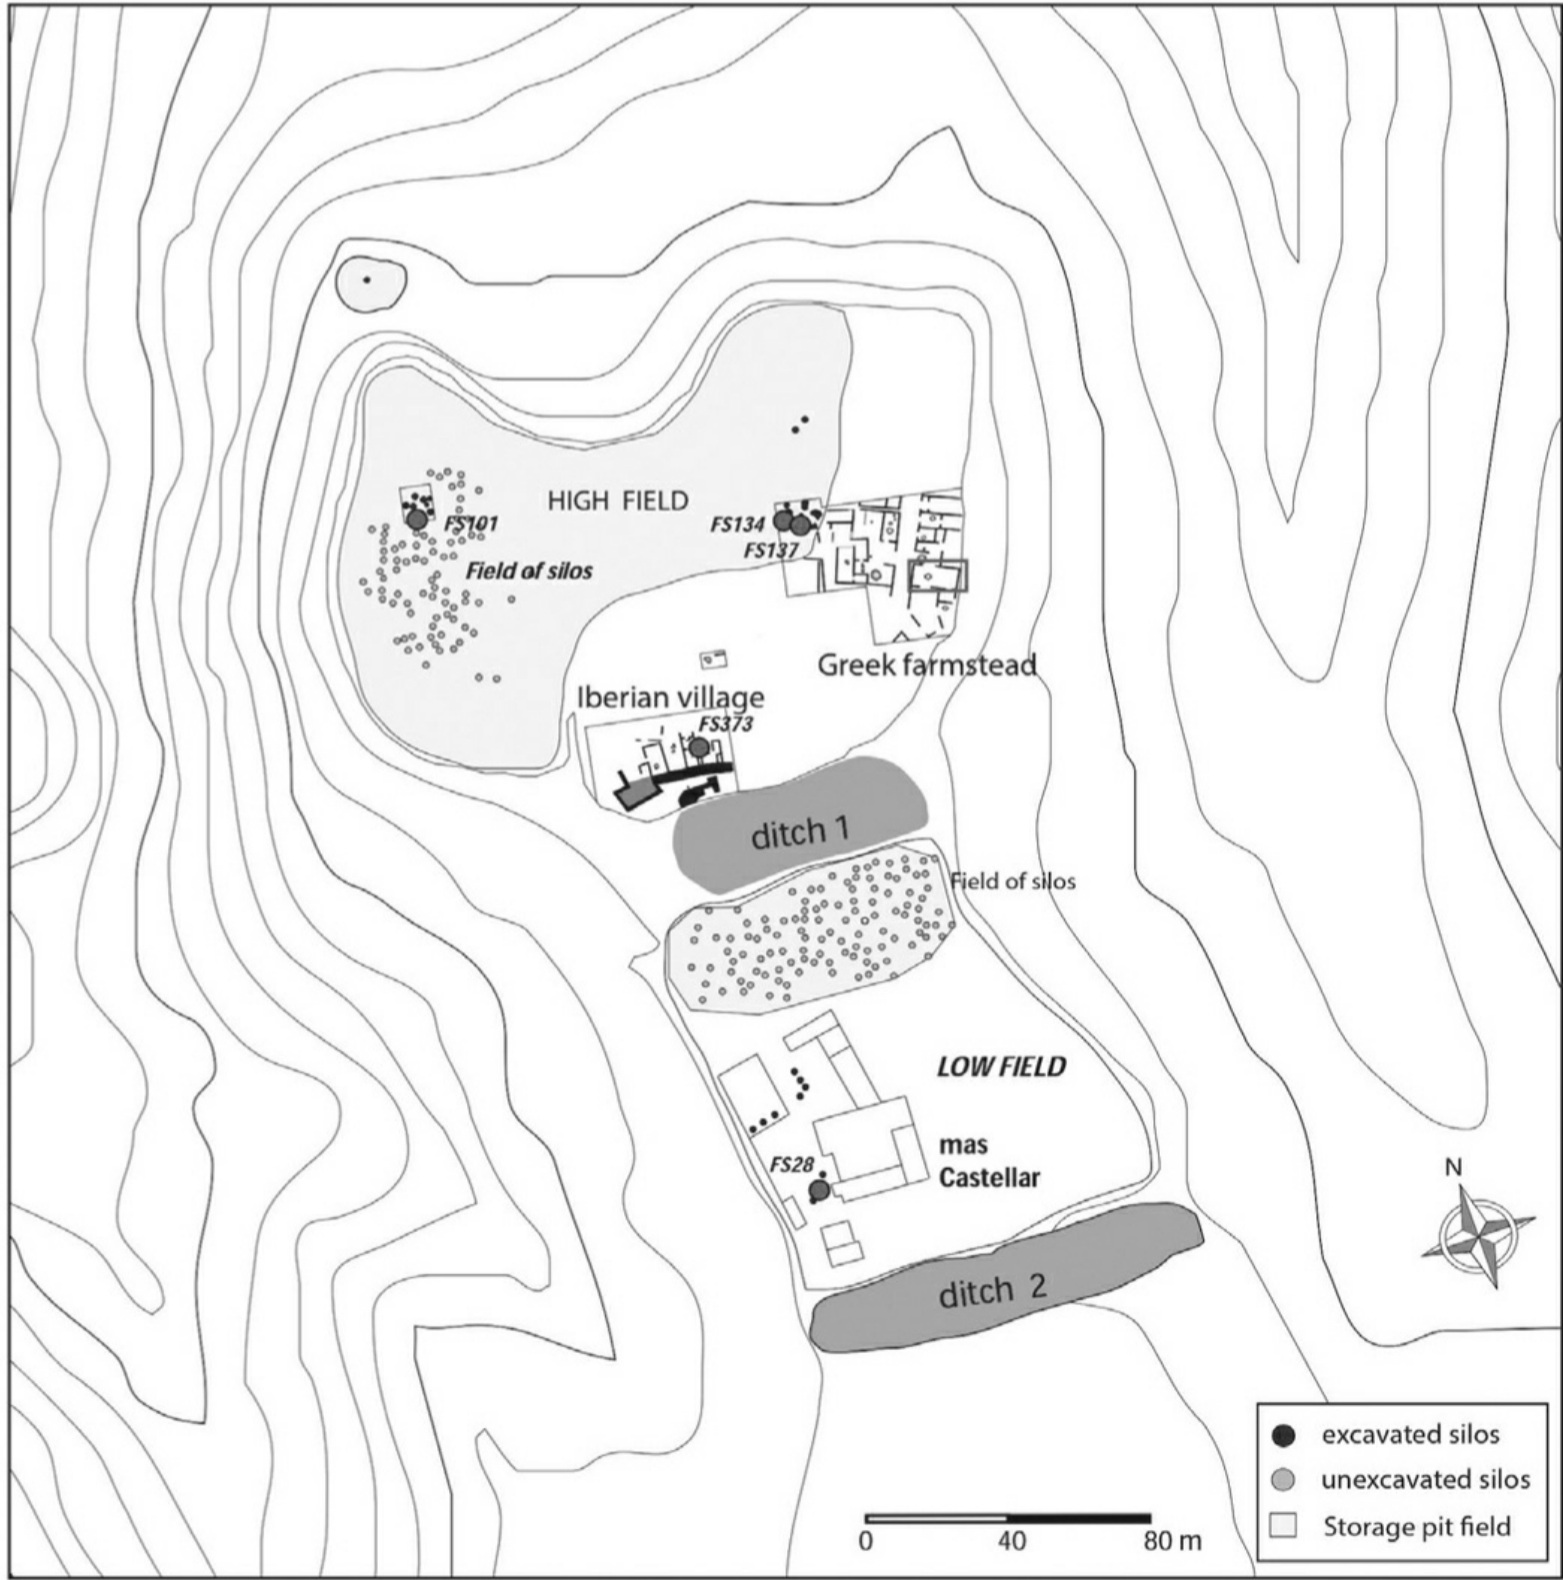 HIGH FIELD
FS101
FS134
FS137
Field of silos
Greek farmstead
Iberian village
FS373
ditch 1
Field of silos
LOW FIELD
mas
Castellar
FS28
N
ditch 2
excavated silos
unexcavated silos
Storage pit field
0 40 80 m